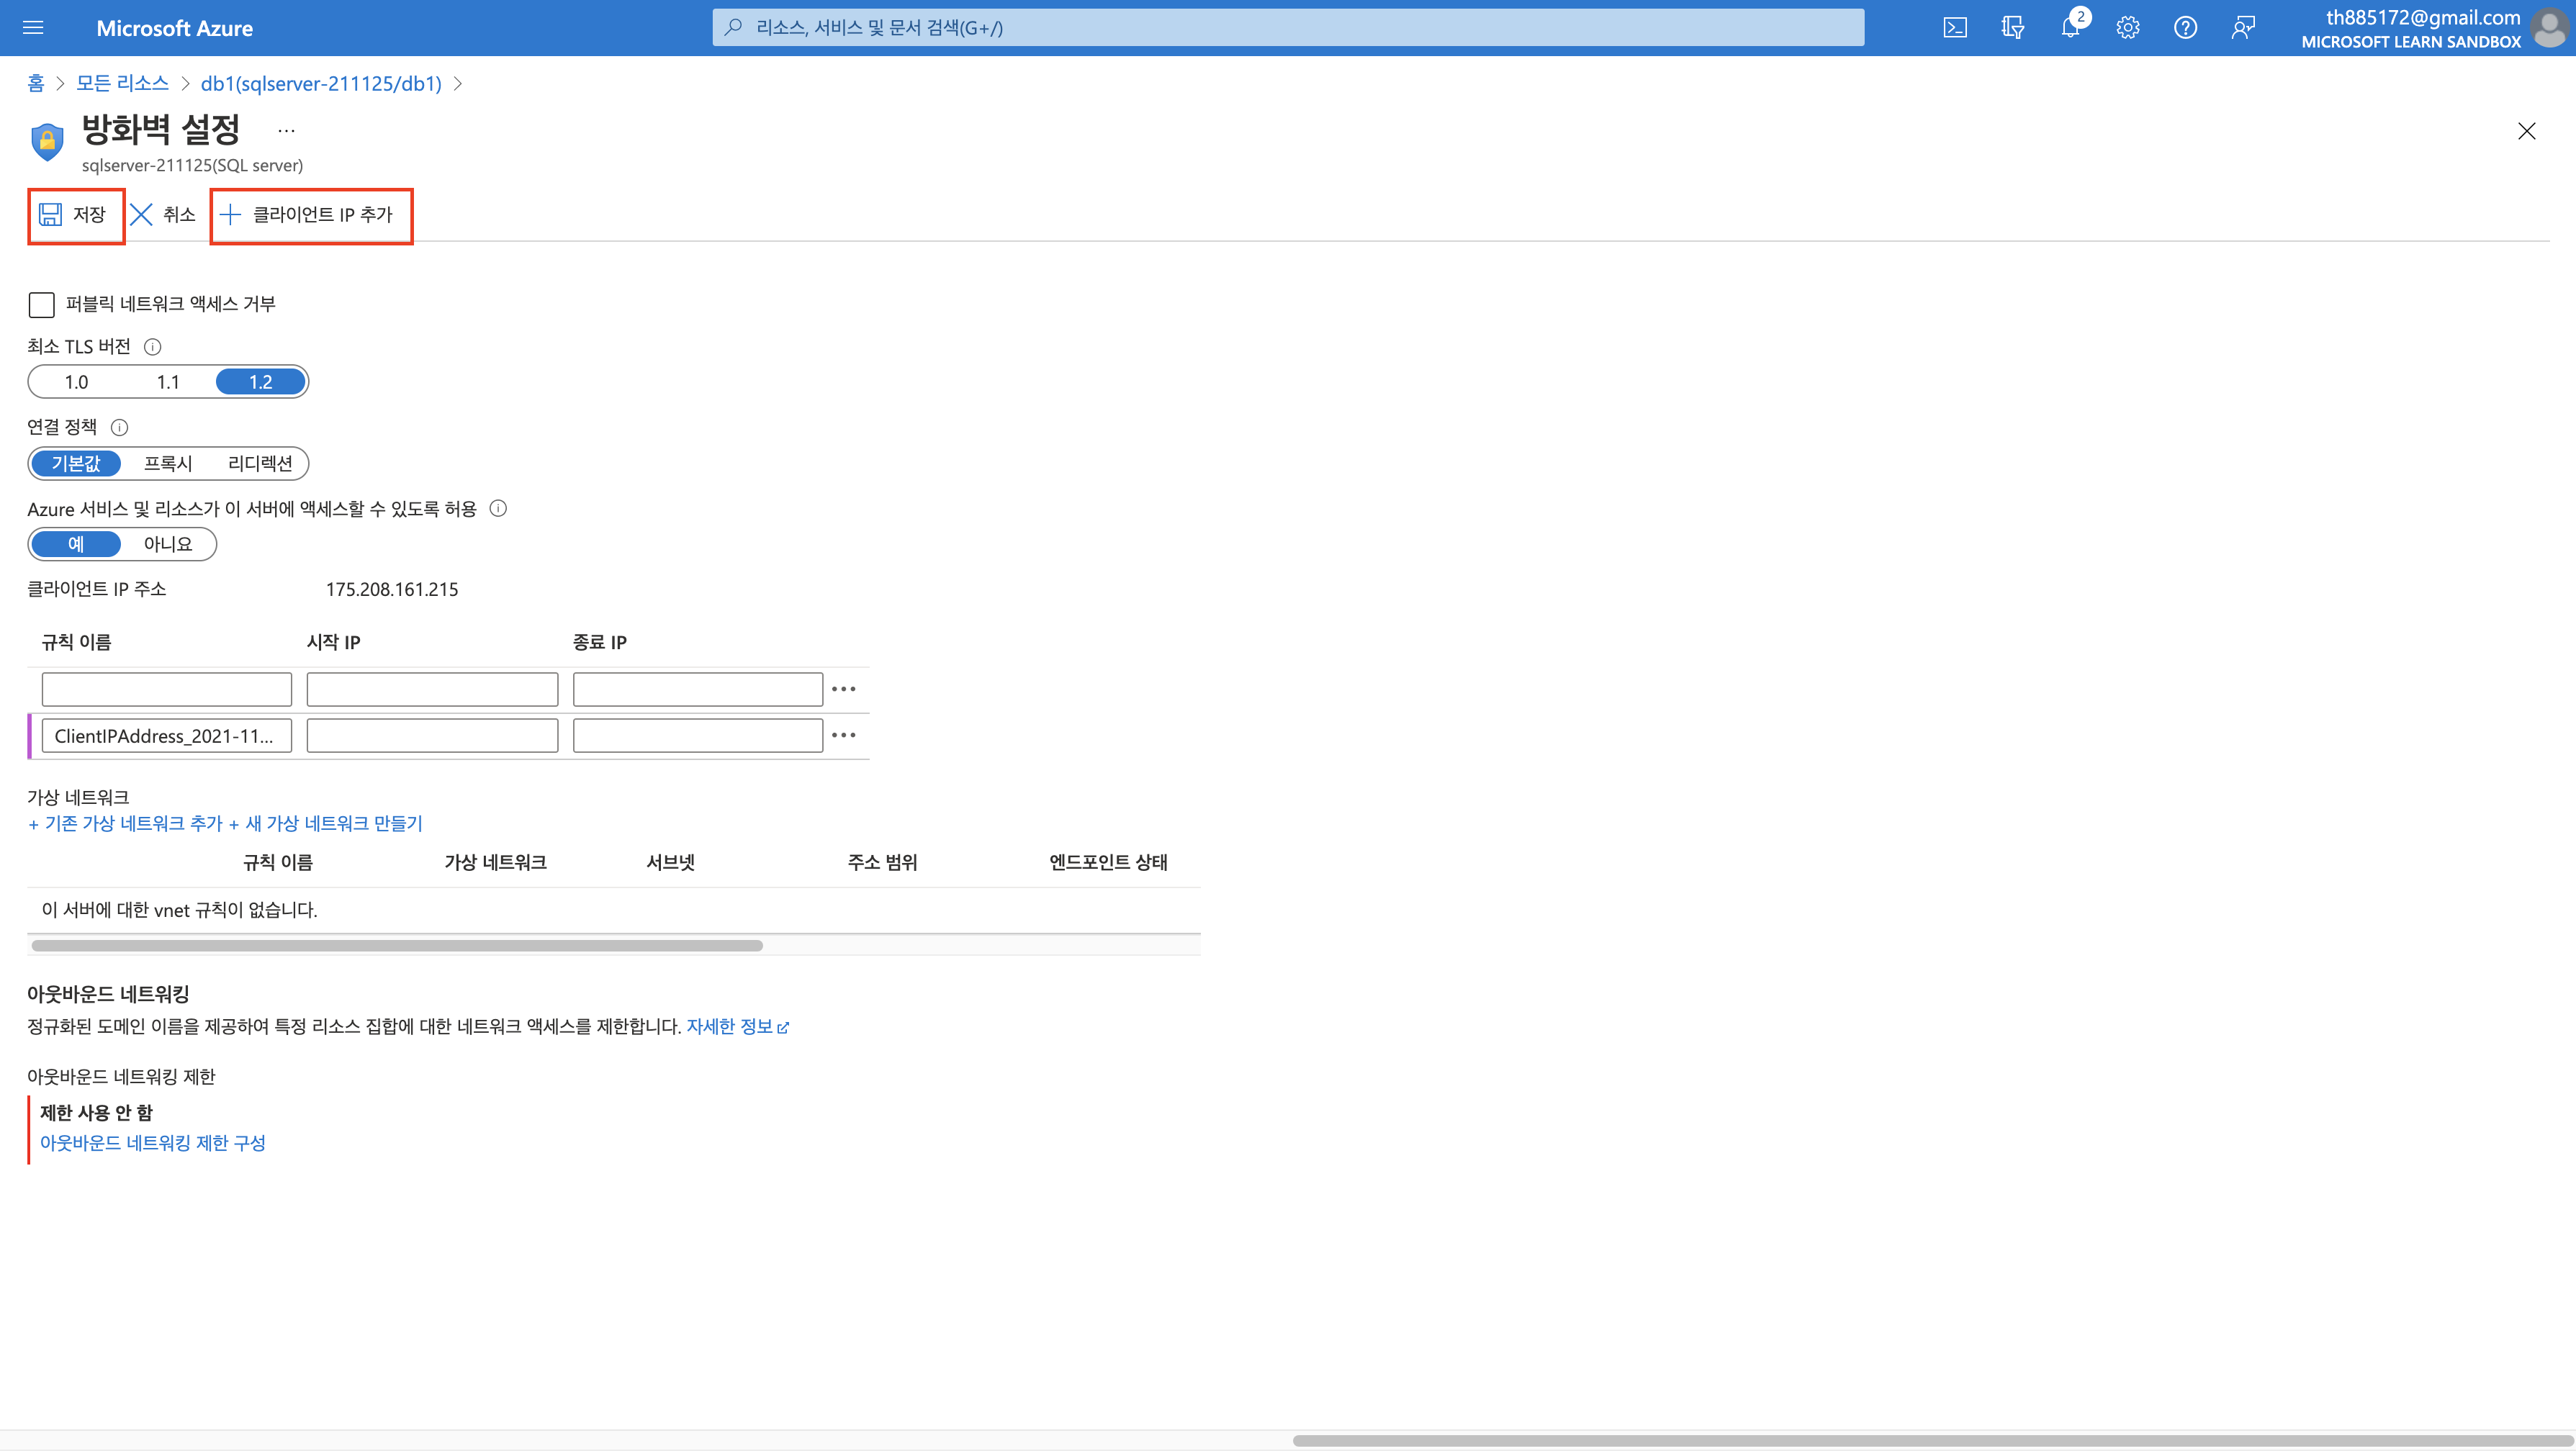 Microsoft Azure
리소스, 서비스 및 문서 검색(G+/)
2
th885172@gmail.com
MICROSOFT LEARN SANDBOX
홈 > 모든 리소스 > db1(sqlserver-211125/db1) >
방화벽 설정 ...
sqlserver-211125(SQL server)
저장 취소 + 클라이언트 IP 추가
퍼블릭 네트워크 액세스 거부
최소 TLS 버전
1.0 1.1 1.2
연결 정책
기본값 프록시 리디렉션
Azure 서비스 및 리소스가 이 서버에 액세스할 수 있도록 허용
예 아니요
클라이언트 IP 주소 175.208.161.215
규칙 이름 시작 IP 종료 IP
ClientIPAddress_2021-11...
가상 네트워크
+ 기존 가상 네트워크 추가 + 새 가상 네트워크 만들기
규칙 이름 가상 네트워크 서브넷 주소 범위 엔드포인트 상태
이 서버에 대한 vnet 규칙이 없습니다.
아웃바운드 네트워킹
정규화된 도메인 이름을 제공하여 특정 리소스 집합에 대한 네트워크 액세스를 제한합니다. 자세한 정보
아웃바운드 네트워킹 제한
제한 사용 안 함
아웃바운드 네트워킹 제한 구성